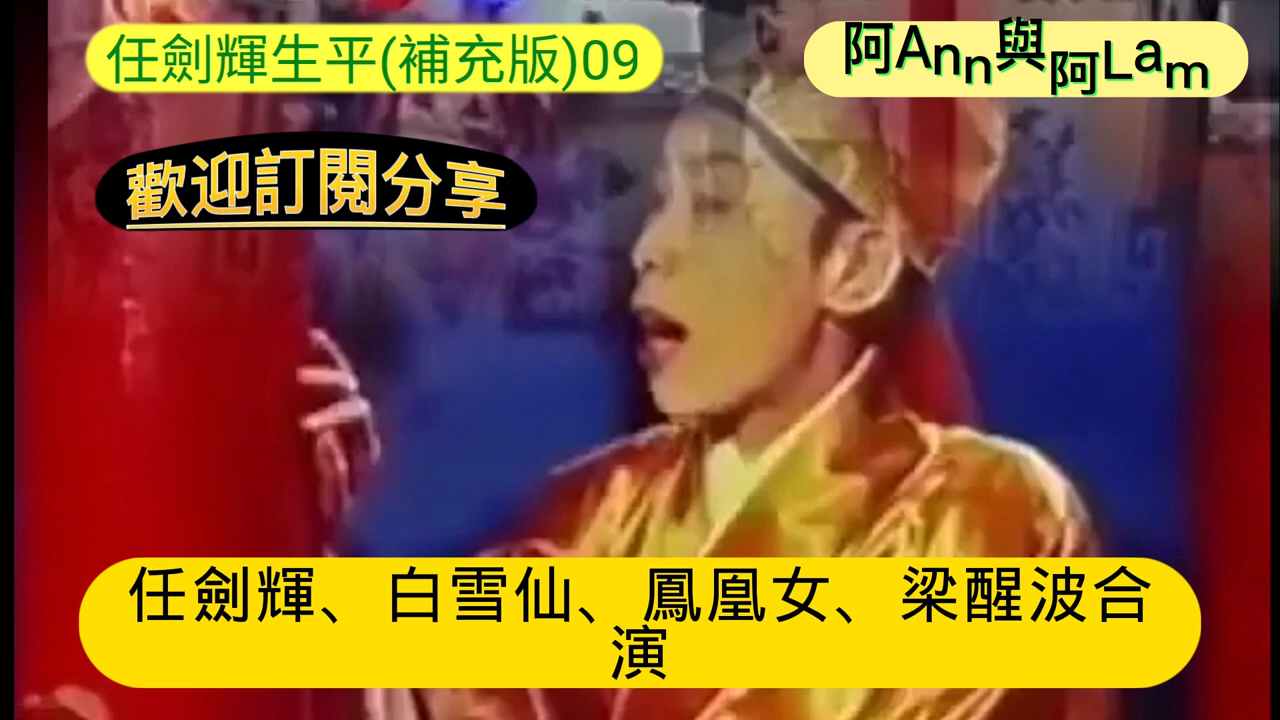 任劍輝生平(補充版)09
阿Ann與阿Lam
歡迎訂閱分享
任劍輝、白雪仙、鳳凰女、梁醒波合
演